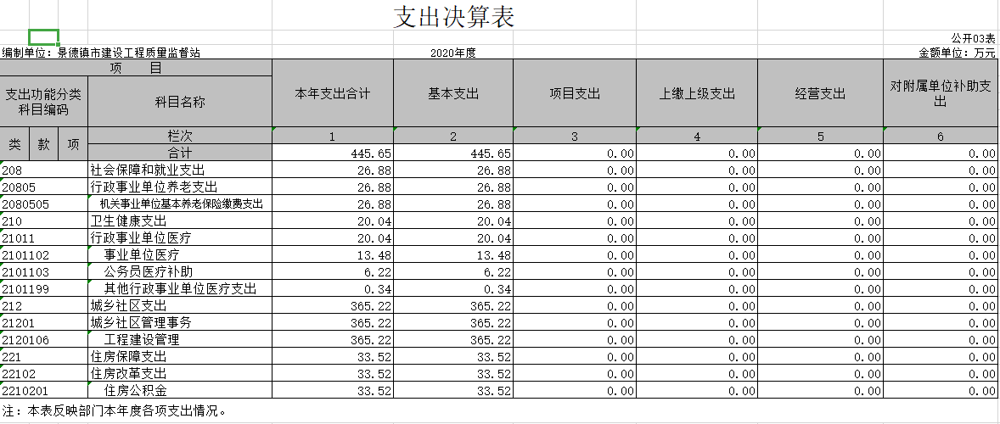 支出决算表
公开03表
编制单位：景德镇市建设工程质量监督站 2020年度 金额单位：万元
项 目 本年支出合计 基本支出 项目支出 上缴上级支出 经营支出 对附属单位补助支出
支出功能分类科目编码 科目名称
类 款 项 栏次 1 2 3 4 5 6
合计 445.65 445.65 0.00 0.00 0.00 0.00
208 社会保障和就业支出 26.88 26.88 0.00 0.00 0.00 0.00
20805 行政事业单位养老支出 26.88 26.88 0.00 0.00 0.00 0.00
2080505 机关事业单位基本养老保险缴费支出 26.88 26.88 0.00 0.00 0.00 0.00
210 卫生健康支出 20.04 20.04 0.00 0.00 0.00 0.00
21011 行政事业单位医疗 20.04 20.04 0.00 0.00 0.00 0.00
2101102 事业单位医疗 13.48 13.48 0.00 0.00 0.00 0.00
2101103 公务员医疗补助 6.22 6.22 0.00 0.00 0.00 0.00
2101199 其他行政事业单位医疗支出 0.34 0.34 0.00 0.00 0.00 0.00
212 城乡社区支出 365.22 365.22 0.00 0.00 0.00 0.00
21201 城乡社区管理事务 365.22 365.22 0.00 0.00 0.00 0.00
2120106 工程建设管理 365.22 365.22 0.00 0.00 0.00 0.00
221 住房保障支出 33.52 33.52 0.00 0.00 0.00 0.00
22102 住房改革支出 33.52 33.52 0.00 0.00 0.00 0.00
2210201 住房公积金 33.52 33.52 0.00 0.00 0.00 0.00
注：本表反映部门本年度各项支出情况。